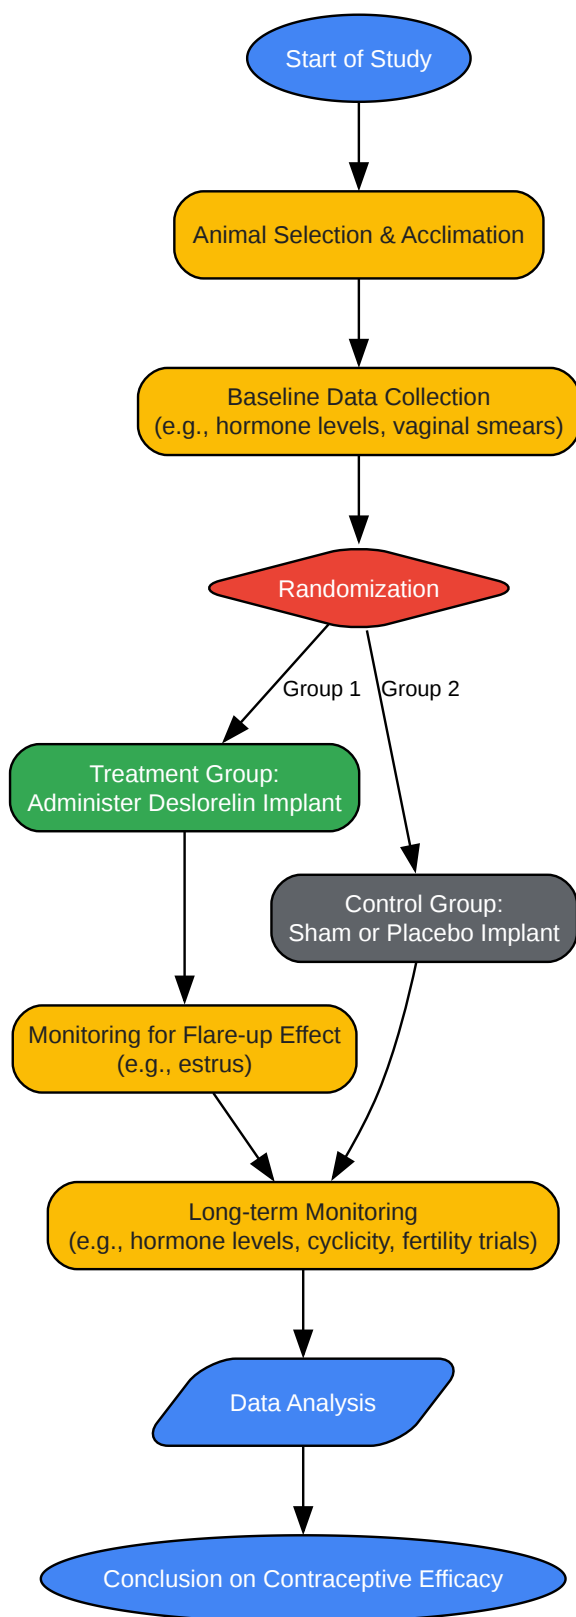 Start of Study
Animal Selection & Acclimation
Baseline Data Collection
(e.g., hormone levels, vaginal smears)
Randomization
Group 1
Group 2
Treatment Group:
Administer Deslorelin Implant
Control Group:
Sham or Placebo Implant
Monitoring for Flare-up Effect
(e.g., estrus)
Long-term Monitoring
(e.g., hormone levels, cyclicity, fertility trials)
Data Analysis
Conclusion on Contraceptive Efficacy